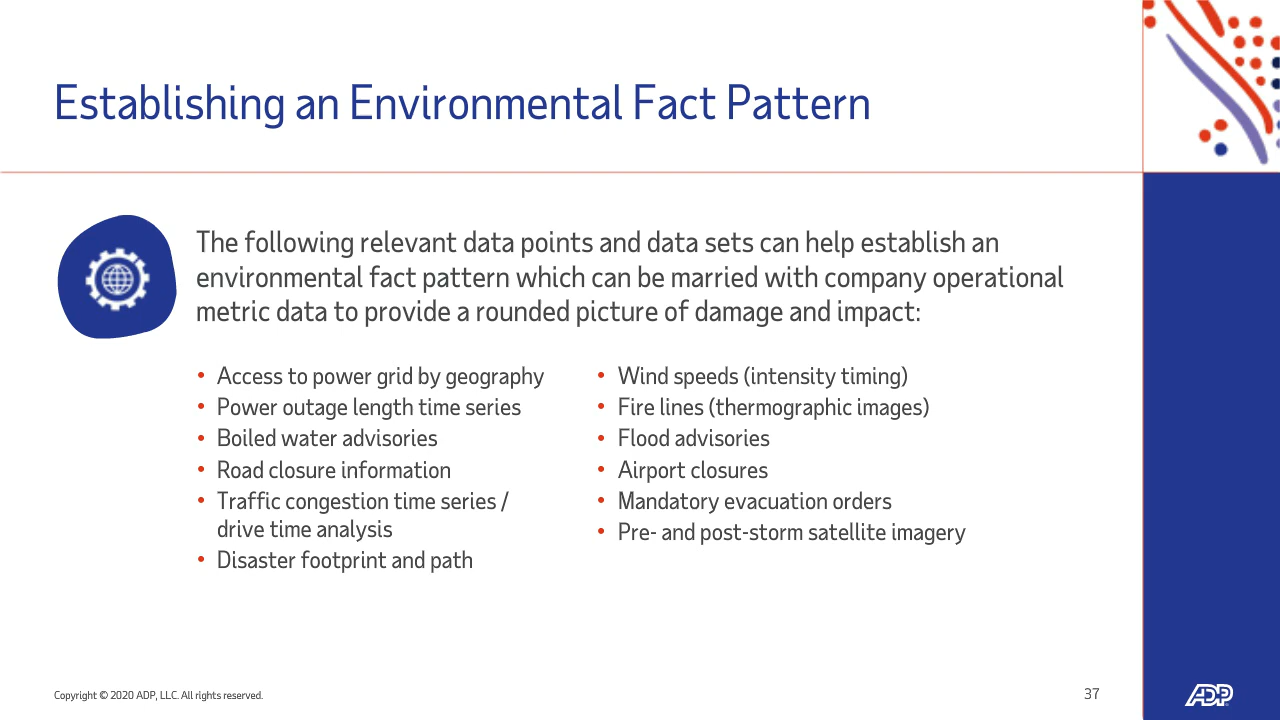 Establishing an Environmental Fact Pattern
The following relevant data points and data sets can help establish an
environmental fact pattern which can be married with company operational
metric data to provide a rounded picture of damage and impact:
• Access to power grid by geography
• Power outage length time series
• Boiled water advisories
• Road closure information
• Traffic congestion time series /
drive time analysis
• Disaster footprint and path
• Wind speeds (intensity timing)
• Fire lines (thermographic images)
• Flood advisories
• Airport closures
• Mandatory evacuation orders
• Pre- and post-storm satellite imagery
Copyright © 2020 ADP, LLC. All rights reserved.
37
ADP